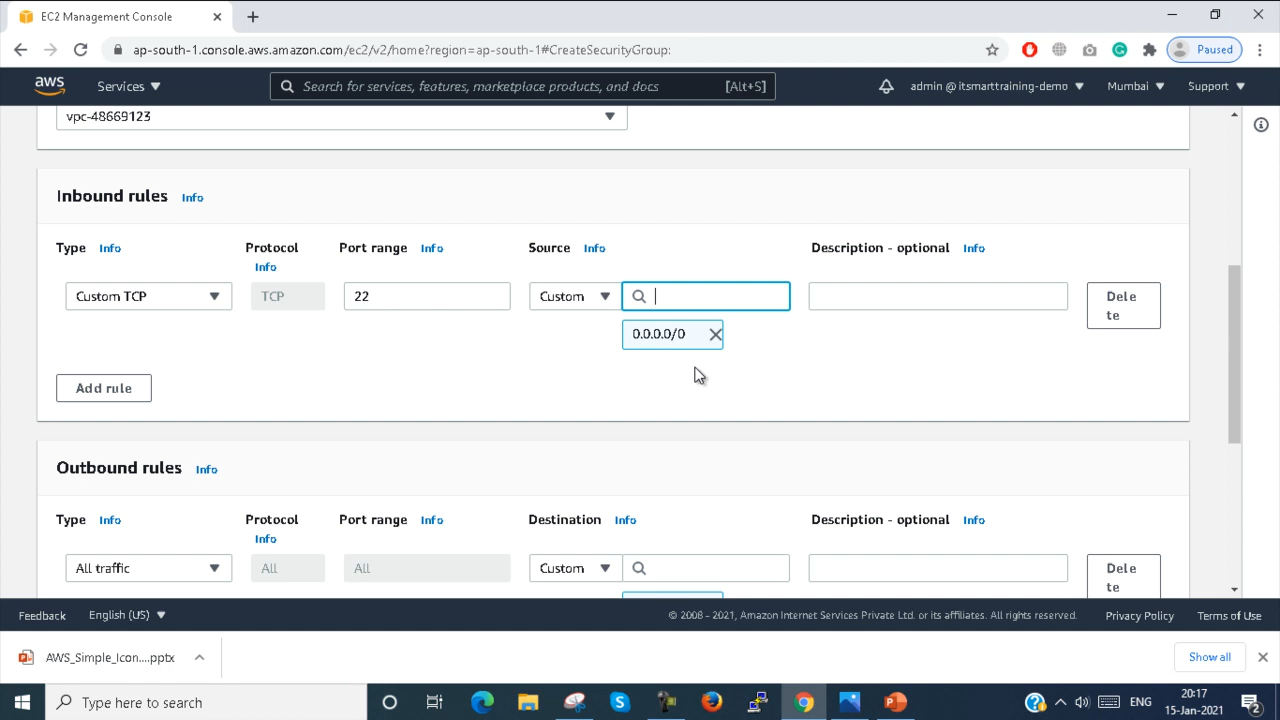 EC2 Management Console
ap-south-1.console.aws.amazon.com/ec2/v2/home?region=ap-south-1#CreateSecurityGroup:
Paused
aws
Services
Search for services, features, marketplace products, and docs
[Alt+S]
admin @ itsmarttraining-demo
Mumbai
Support
vpc-48669123
Inbound rules Info
Type Info
Protocol Info
Port range Info
Source Info
Description - optional Info
Custom TCP
TCP
22
Custom
0.0.0.0/0
Dele
te
Add rule
Outbound rules Info
Type Info
Protocol Info
Port range Info
Destination Info
Description - optional Info
All traffic
All
All
Custom
Dele
te
Feedback
English (US)
© 2008 - 2021, Amazon Internet Services Private Ltd. or its affiliates. All rights reserved.
Privacy Policy
Terms of Use
AWS_Simple_Icon....pptx
Show all
Type here to search
ENG
20:17
15-Jan-2021
2